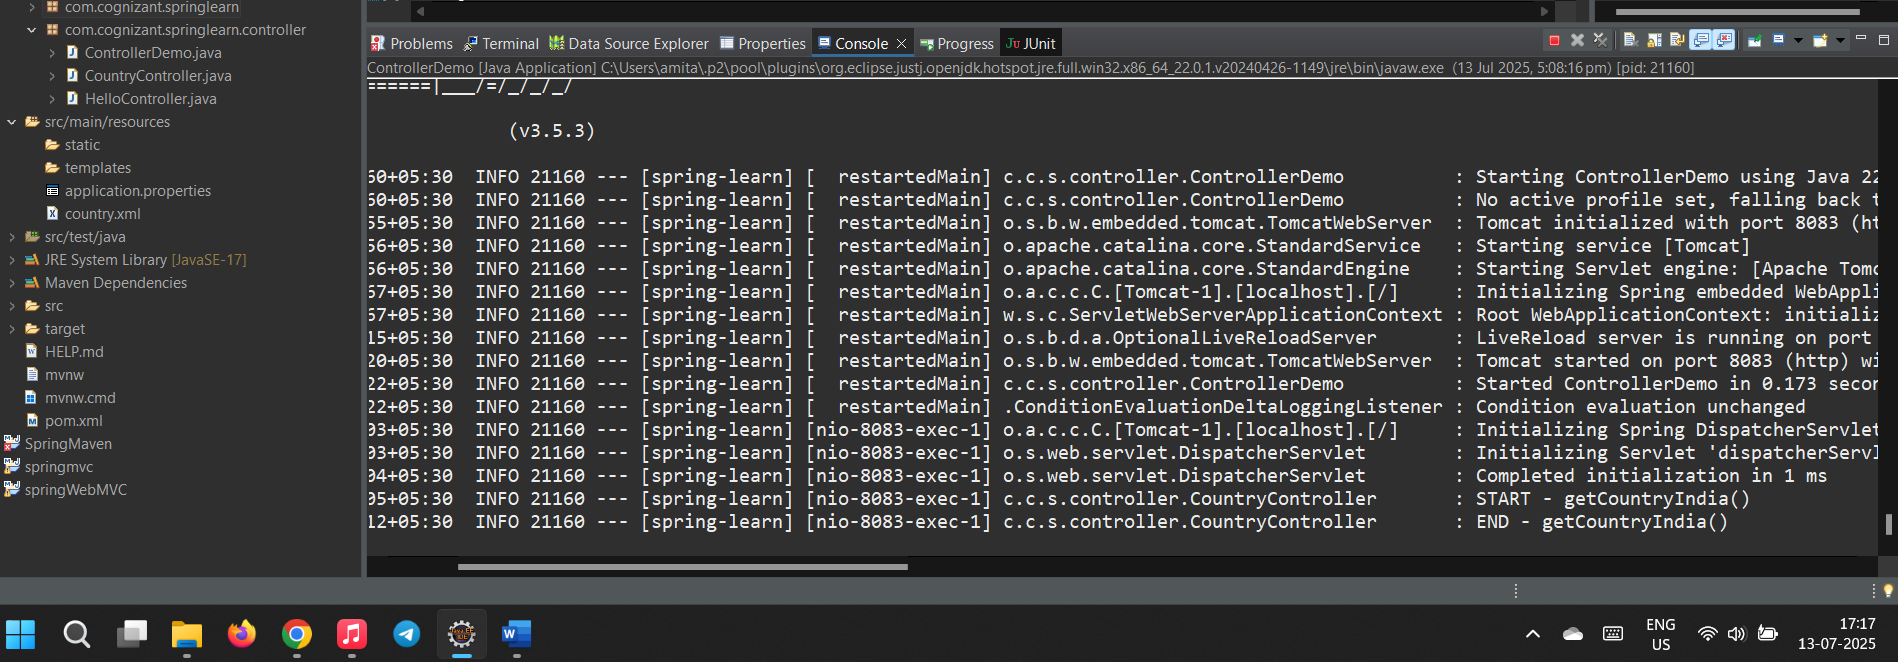 com.cognizant.springlearn
com.cognizant.springlearn.controller
ControllerDemo.java
CountryController.java
HelloController.java
src/main/resources
static
templates
application.properties
country.xml
src/test/java
JRE System Library [JavaSE-17]
Maven Dependencies
src
target
HELP.md
mvnw
mvnw.cmd
pom.xml
SpringMaven
springmvc
springWebMVC
Problems Terminal Data Source Explorer Properties Console Progress JUnit
ControllerDemo [Java Application] C:\Users\amita\.p2\pool\plugins\org.eclipse.justj.openjdk.hotspot.jre.full.win32.x86_64_22.0.1.v20240426-1149\jre\bin\javaw.exe (13 Jul 2025, 5:08:16 pm) [pid: 21160]
======|___/=/_/_/_/
(v3.5.3)
60+05:30 INFO 21160 --- [spring-learn] [ restartedMain] c.c.s.controller.ControllerDemo : Starting ControllerDemo using Java 22
60+05:30 INFO 21160 --- [spring-learn] [ restartedMain] c.c.s.controller.ControllerDemo : No active profile set, falling back t
55+05:30 INFO 21160 --- [spring-learn] [ restartedMain] o.s.b.w.embedded.tomcat.TomcatWebServer : Tomcat initialized with port 8083 (ht
56+05:30 INFO 21160 --- [spring-learn] [ restartedMain] o.apache.catalina.core.StandardService : Starting service [Tomcat]
56+05:30 INFO 21160 --- [spring-learn] [ restartedMain] o.apache.catalina.core.StandardEngine : Starting Servlet engine: [Apache Tomc
67+05:30 INFO 21160 --- [spring-learn] [ restartedMain] o.a.c.c.C.[Tomcat-1].[localhost].[/] : Initializing Spring embedded WebAppli
67+05:30 INFO 21160 --- [spring-learn] [ restartedMain] w.s.c.ServletWebServerApplicationContext : Root WebApplicationContext: initializ
15+05:30 INFO 21160 --- [spring-learn] [ restartedMain] o.s.b.d.a.OptionalLiveReloadServer : LiveReload server is running on port
20+05:30 INFO 21160 --- [spring-learn] [ restartedMain] o.s.b.w.embedded.tomcat.TomcatWebServer : Tomcat started on port 8083 (http) wi
22+05:30 INFO 21160 --- [spring-learn] [ restartedMain] c.c.s.controller.ControllerDemo : Started ControllerDemo in 0.173 secon
22+05:30 INFO 21160 --- [spring-learn] [ restartedMain] .ConditionEvaluationDeltaLoggingListener : Condition evaluation unchanged
03+05:30 INFO 21160 --- [spring-learn] [nio-8083-exec-1] o.a.c.c.C.[Tomcat-1].[localhost].[/] : Initializing Spring DispatcherServlet
03+05:30 INFO 21160 --- [spring-learn] [nio-8083-exec-1] o.s.web.servlet.DispatcherServlet : Initializing Servlet 'dispatcherServl
04+05:30 INFO 21160 --- [spring-learn] [nio-8083-exec-1] o.s.web.servlet.DispatcherServlet : Completed initialization in 1 ms
05+05:30 INFO 21160 --- [spring-learn] [nio-8083-exec-1] c.c.s.controller.CountryController : START - getCountryIndia()
12+05:30 INFO 21160 --- [spring-learn] [nio-8083-exec-1] c.c.s.controller.CountryController : END - getCountryIndia()
ENG
US
17:17
13-07-2025